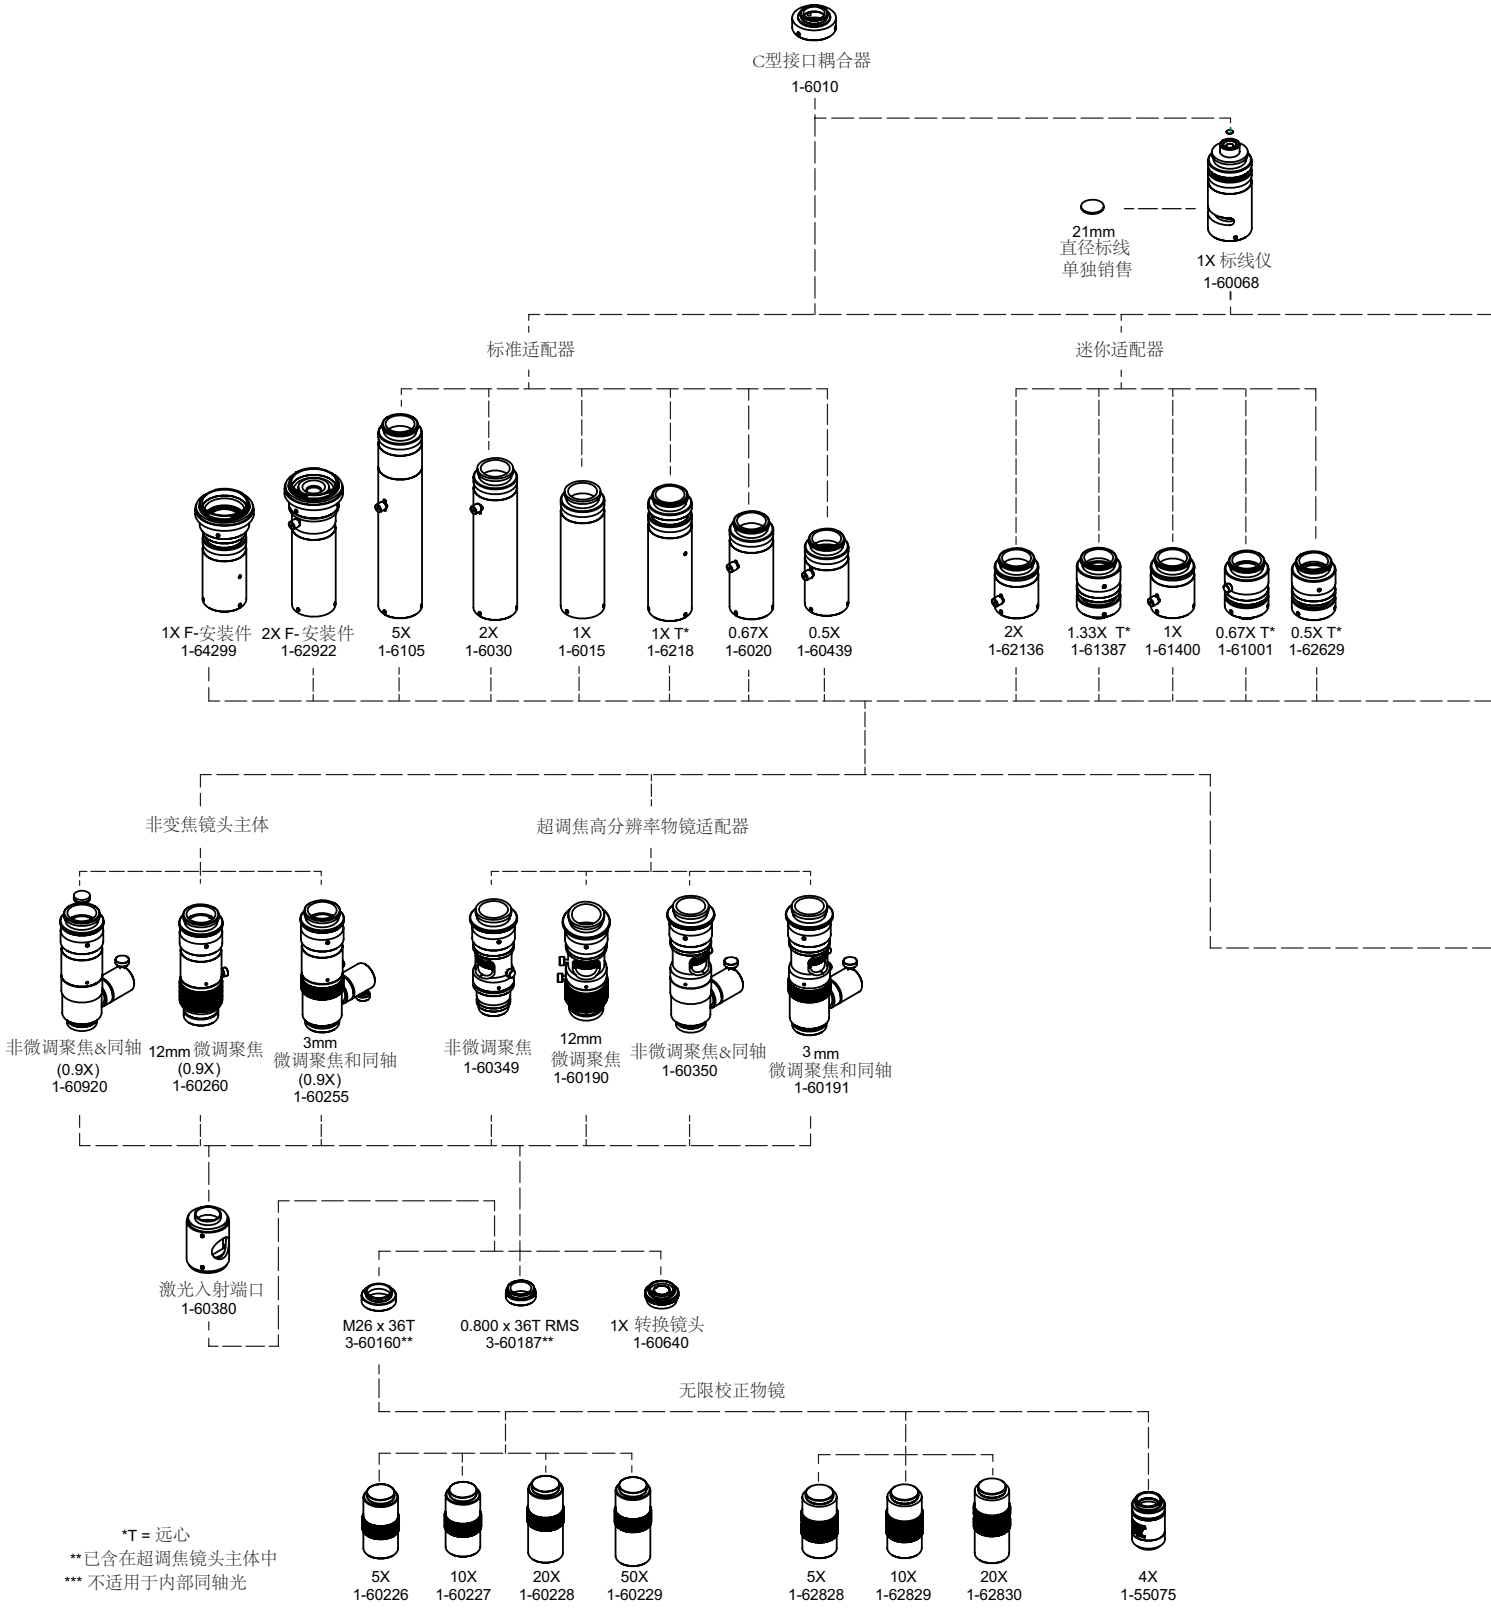 C型接口耦合器
1-6010
21mm
直径标线
单独销售
1X 标线仪
1-60068
标准适配器
迷你适配器
1X F-安装件
1-64299
2X F-安装件
1-62922
5X
1-6105
2X
1-6030
1X
1-6015
1X T*
1-6218
0.67X
1-6020
0.5X
1-60439
2X
1-62136
1.33X T*
1-61387
1X
1-61400
0.67X T*
1-61001
0.5X T*
1-62629
非变焦镜头主体
超调焦高分辨率物镜适配器
非微调聚焦&同轴
(0.9X)
1-60920
12mm 微调聚焦
(0.9X)
1-60260
3mm
微调聚焦和同轴
(0.9X)
1-60255
非微调聚焦
1-60349
12mm
微调聚焦
1-60190
非微调聚焦&同轴
1-60350
3 mm
微调聚焦和同轴
1-60191
激光入射端口
1-60380
M26 x 36T
3-60160**
0.800 x 36T RMS
3-60187**
1X 转换镜头
1-60640
无限校正物镜
5X
1-60226
10X
1-60227
20X
1-60228
50X
1-60229
5X
1-62828
10X
1-62829
20X
1-62830
4X
1-55075
*T = 远心
**已含在超调焦镜头主体中
*** 不适用于内部同轴光